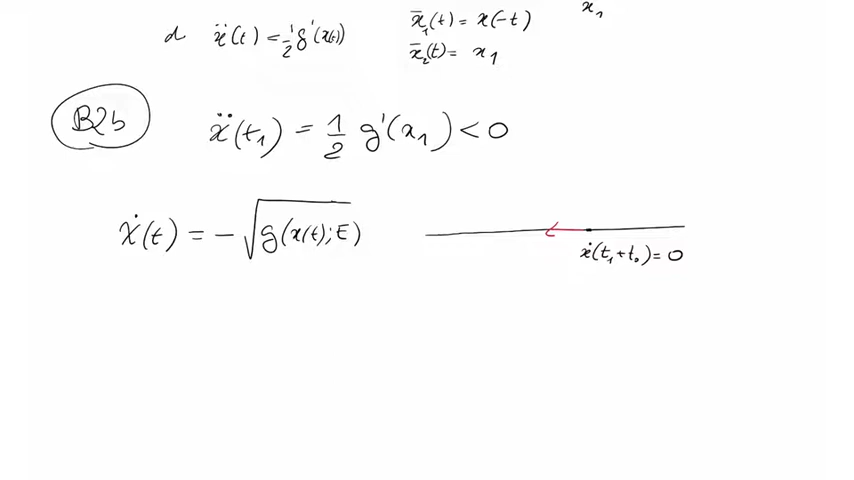 d ẍ(t) = 1/2 g'(x(t))
x̄₁(t) = x(-t)
x̄₂(t) = x₁
x₁
B2b
ẍ(t₁) = 1/2 g'(x₁) < 0
ẋ(t) = -√g(x(t);E)
ẋ(t₁+t₀) = 0